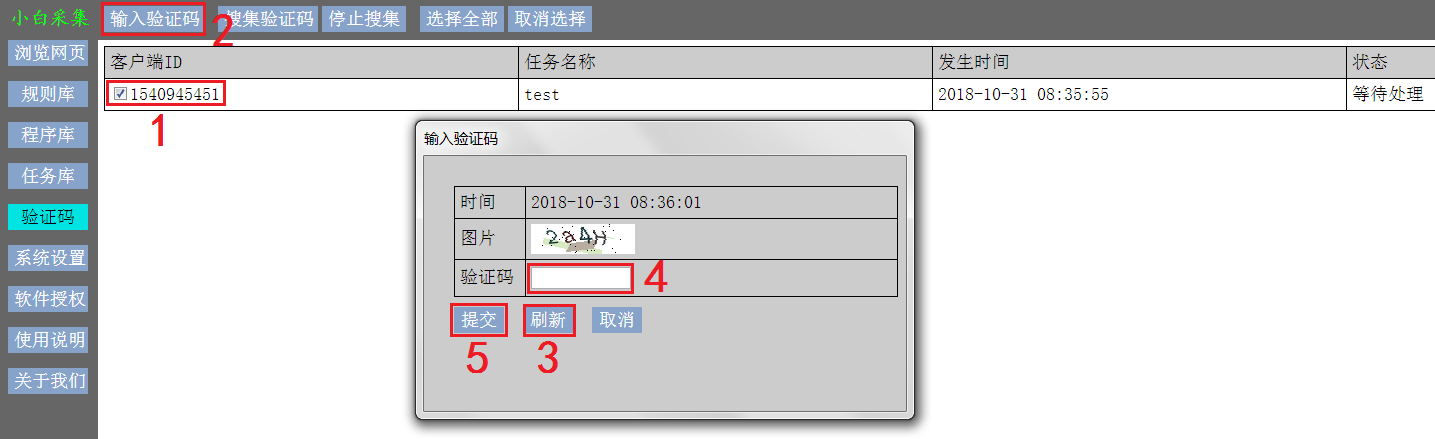 小白采集 输入验证码 搜集验证码 停止搜集 选择全部 取消选择
2
浏览网页
规则库
程序库
任务库
验证码
系统设置
软件授权
使用说明
关于我们
客户端ID 任务名称 发生时间 状态
1540945451 test 2018-10-31 08:35:55 等待处理
1
输入验证码
时间 2018-10-31 08:36:01
图片 2a4H
验证码
4
提交 刷新 取消
5 3